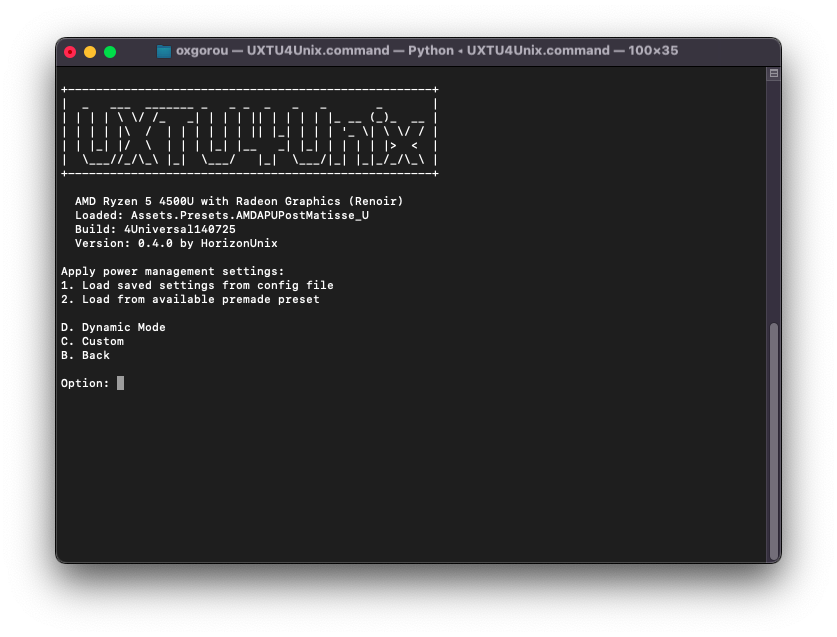 oxgorou — UXTU4Unix.command — Python ◂ UXTU4Unix.command — 100×35
UXTU4Unix
AMD Ryzen 5 4500U with Radeon Graphics (Renoir)
Loaded: Assets.Presets.AMDAPUPostMatisse_U
Build: 4Universal140725
Version: 0.4.0 by HorizonUnix
Apply power management settings:
1. Load saved settings from config file
2. Load from available premade preset
D. Dynamic Mode
C. Custom
B. Back
Option: